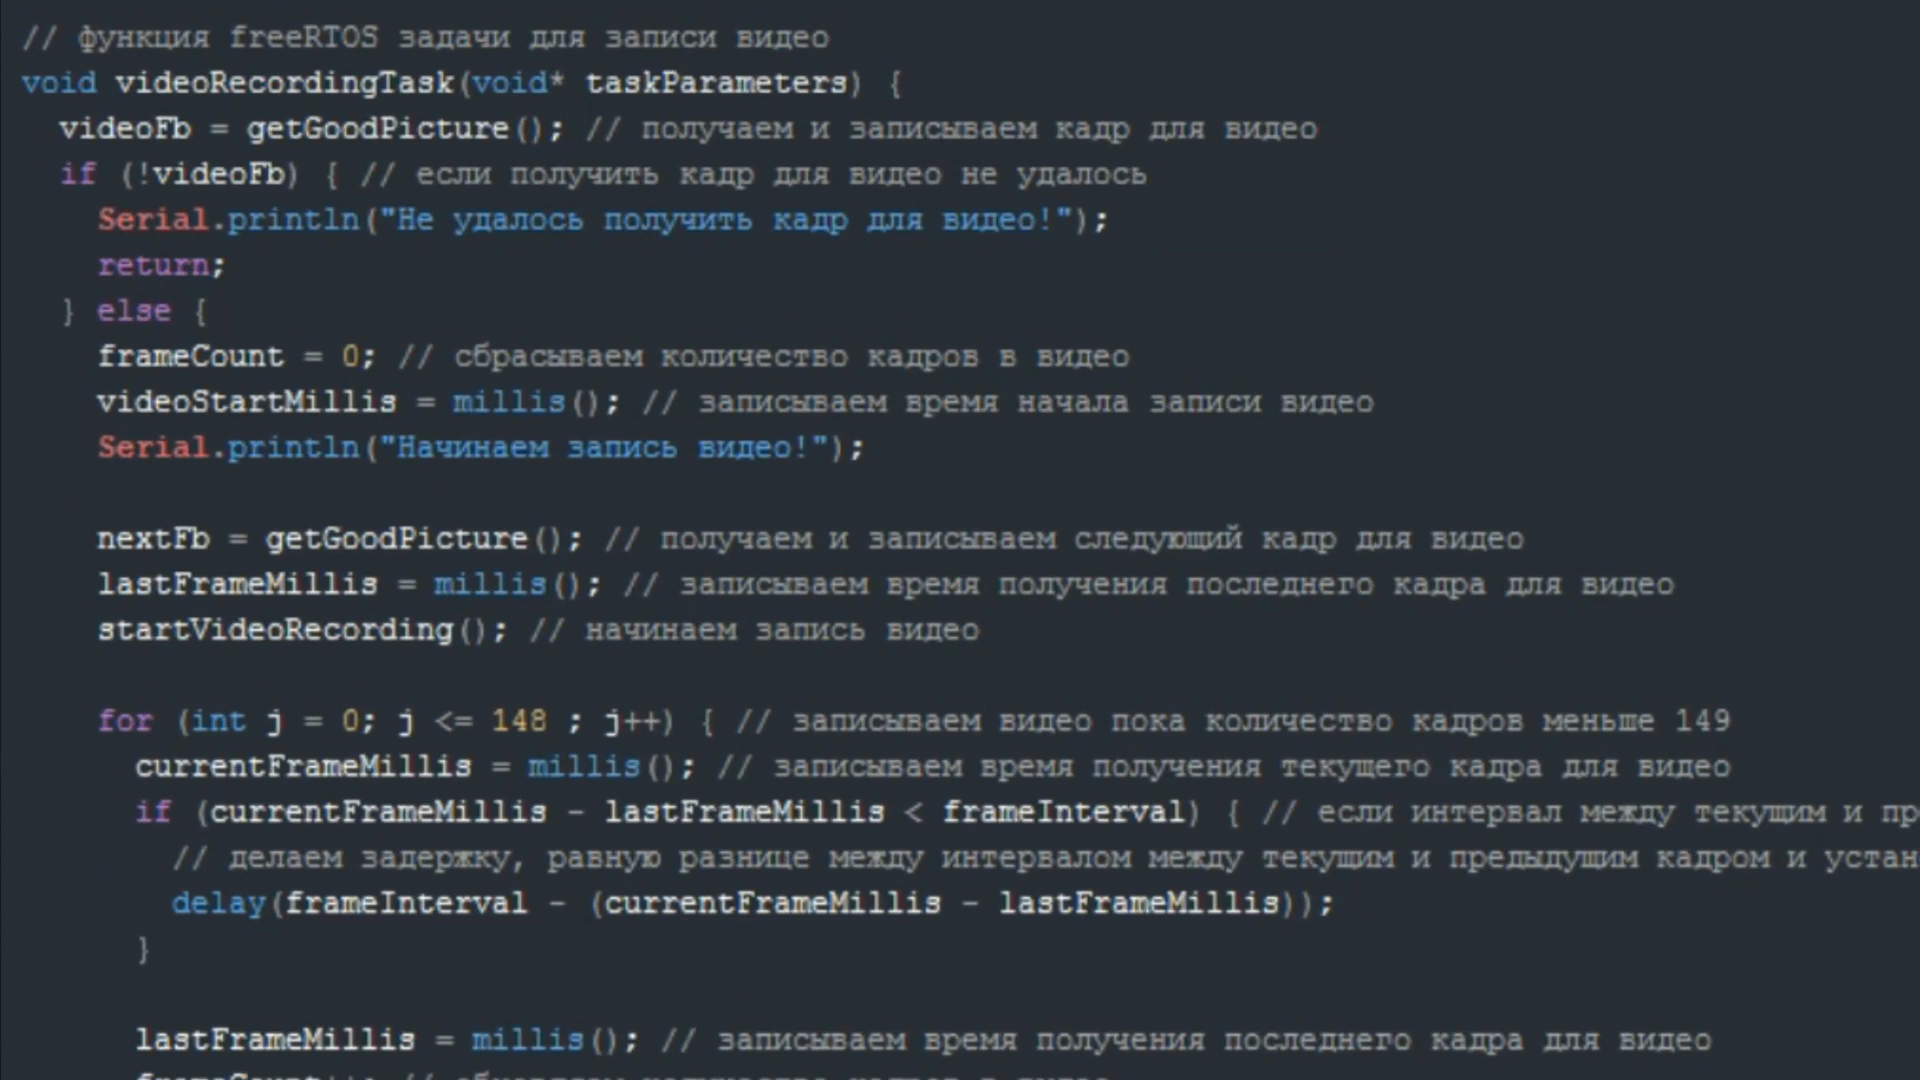 // функция freeRTOS задачи для записи видео
void videoRecordingTask(void* taskParameters) {
videoFb = getGoodPicture(); // получаем и записываем кадр для видео
if (!videoFb) { // если получить кадр для видео не удалось
Serial.println("Не удалось получить кадр для видео!");
return;
} else {
frameCount = 0; // сбрасываем количество кадров в видео
videoStartMillis = millis(); // записываем время начала записи видео
Serial.println("Начинаем запись видео!");
nextFb = getGoodPicture(); // получаем и записываем следующий кадр для видео
lastFrameMillis = millis(); // записываем время получения последнего кадра для видео
startVideoRecording(); // начинаем запись видео
for (int j = 0; j <= 148 ; j++) { // записываем видео пока количество кадров меньше 149
currentFrameMillis = millis(); // записываем время получения текущего кадра для видео
if (currentFrameMillis - lastFrameMillis < frameInterval) { // если интервал между текущим и пр
// делаем задержку, равную разнице между интервалом между текущим и предыдущим кадром и устан
delay(frameInterval - (currentFrameMillis - lastFrameMillis));
}
lastFrameMillis = millis(); // записываем время получения последнего кадра для видео